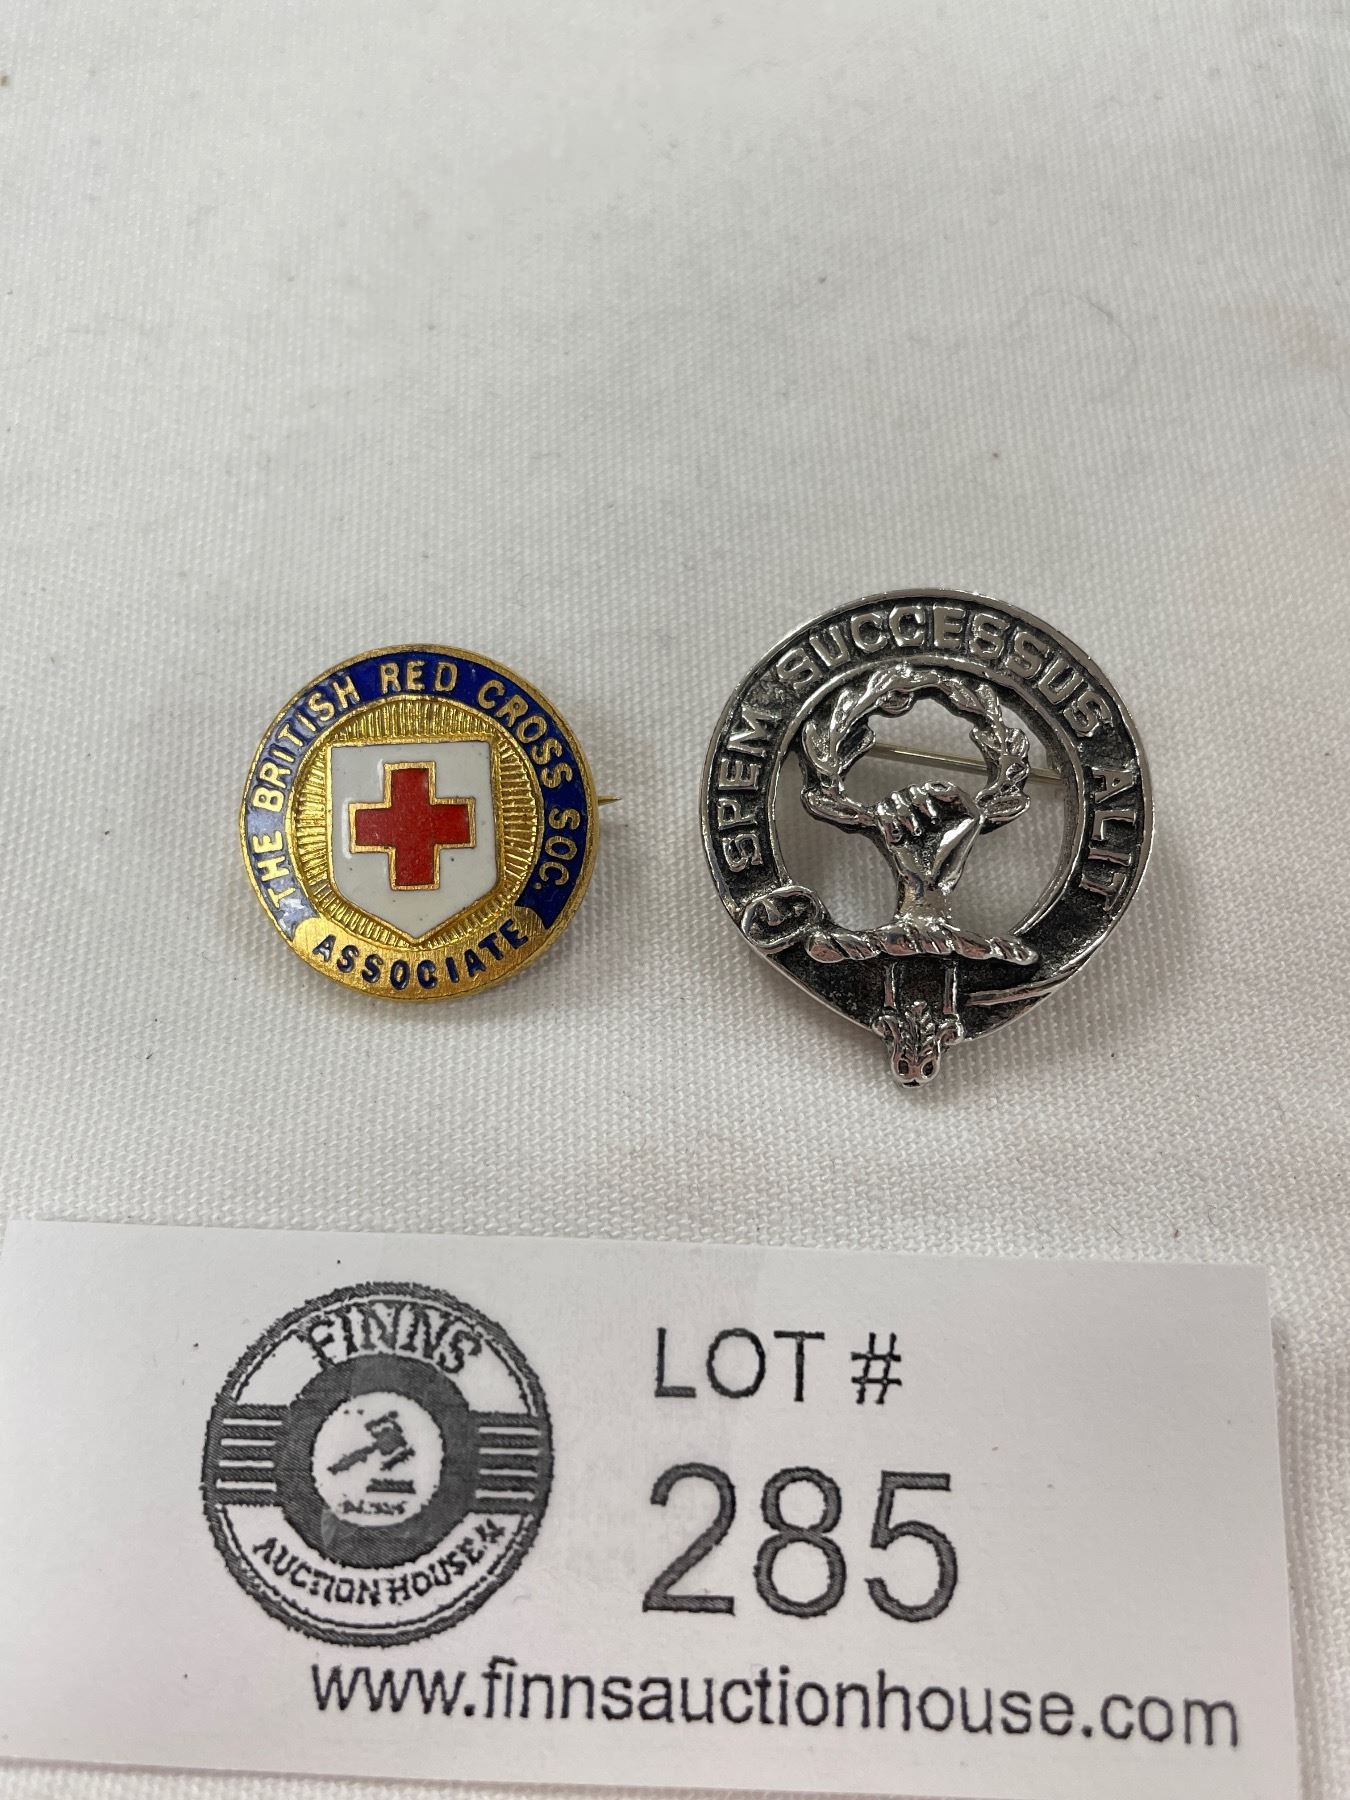 THE BRITISH RED CROSS SOC.
ASSOCIATE
SPEM SUCCESSUS ALIT
FINNS
AUCTION HOUSE
LOT #
285
www.finnsauctionhouse.com